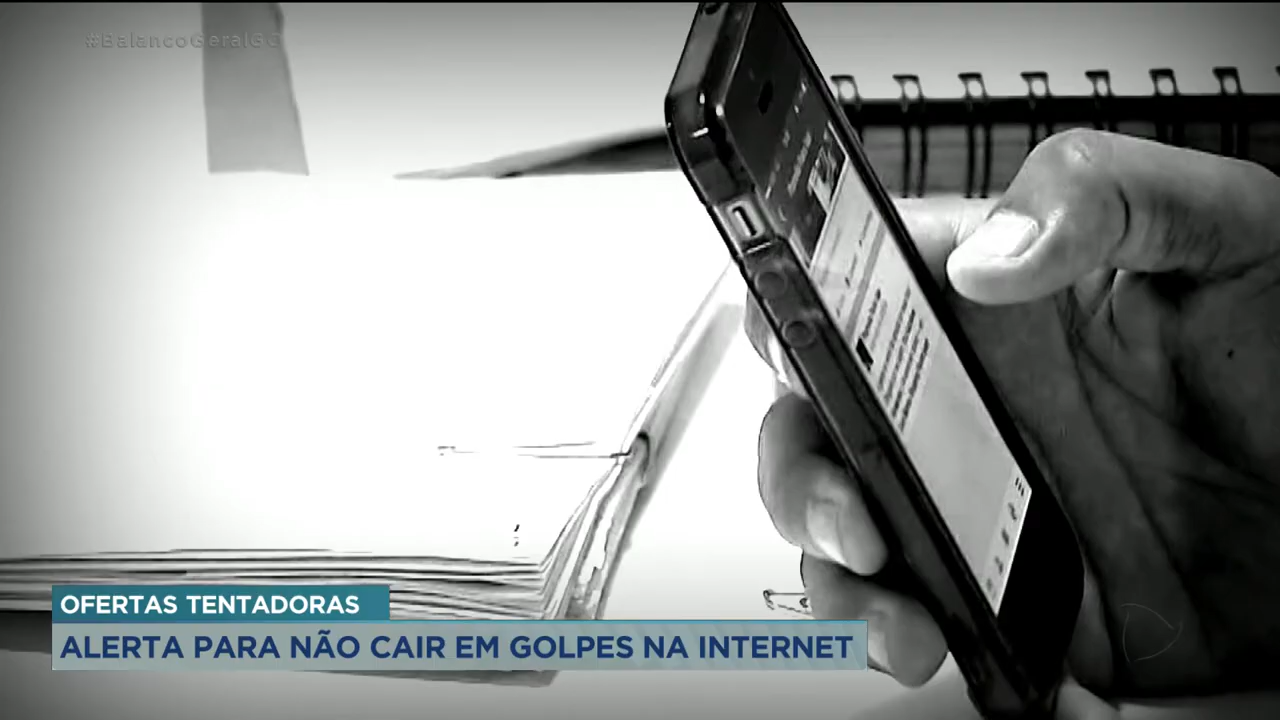 #BalancoGeralGO
OFERTAS TENTADORAS
ALERTA PARA NÃO CAIR EM GOLPES NA INTERNET